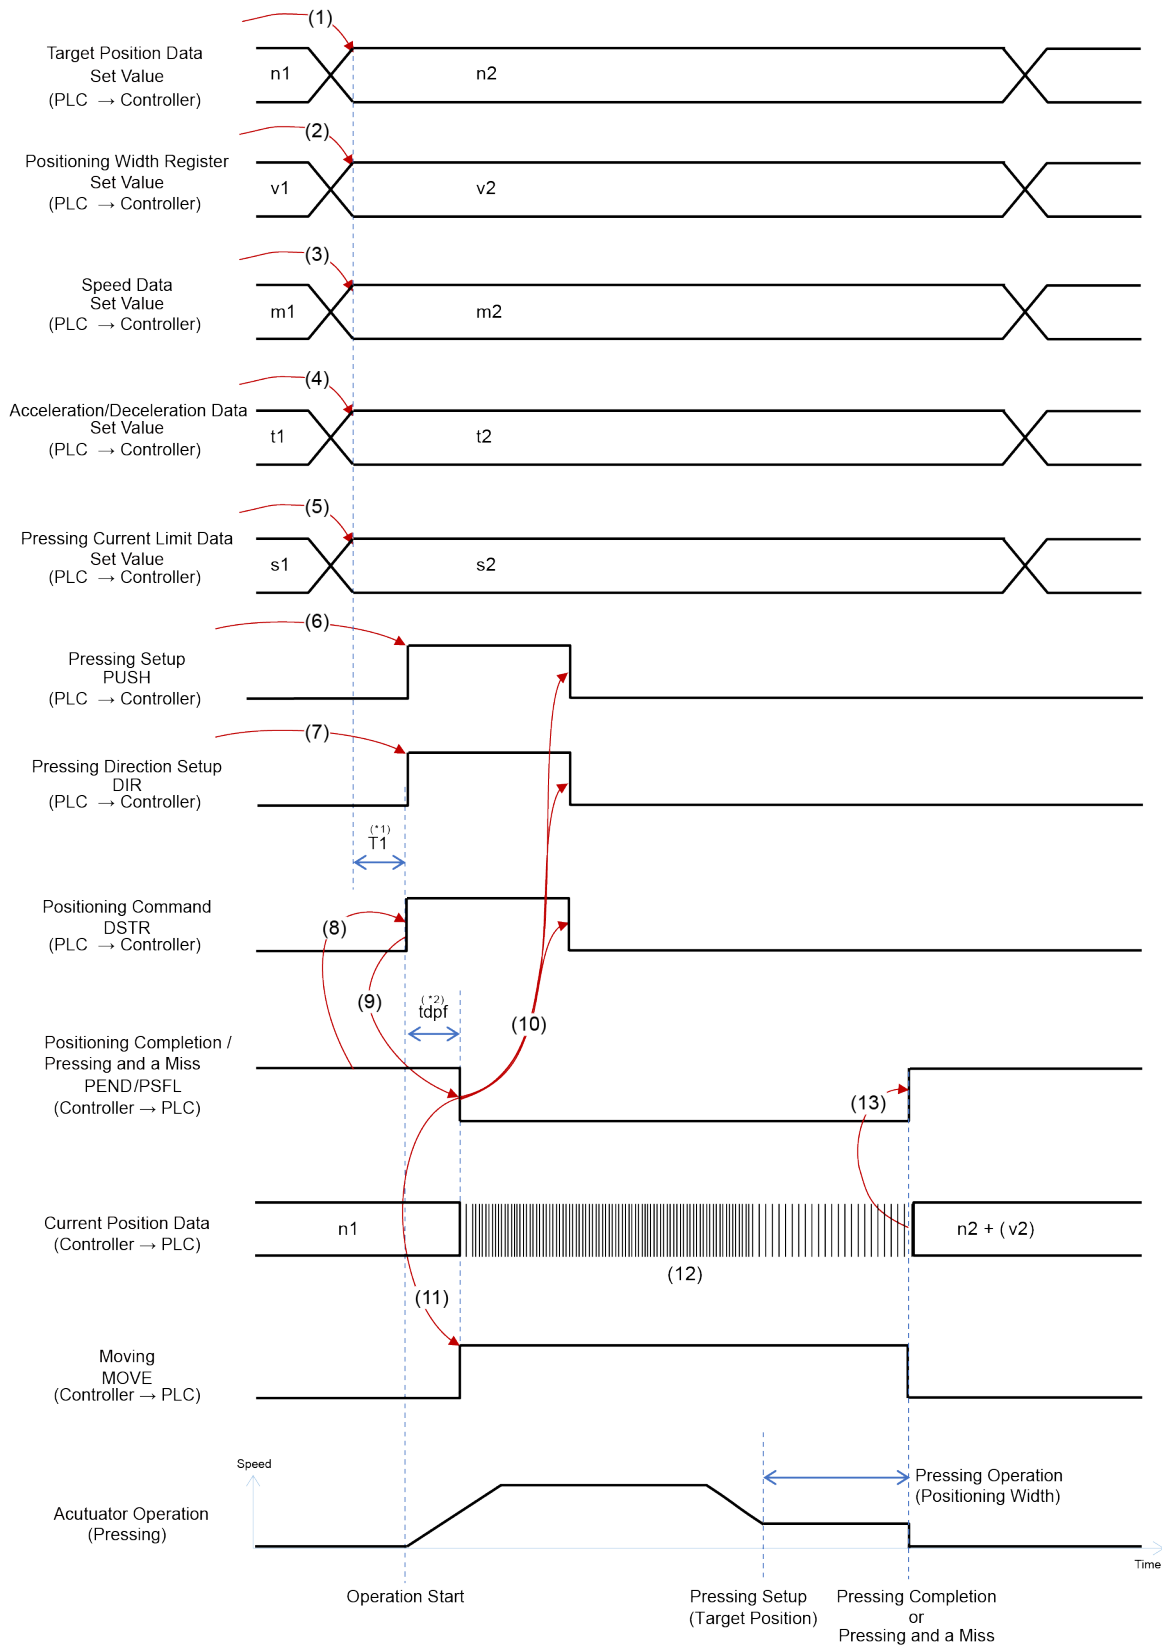 (1)
Target Position Data
Set Value
(PLC → Controller)
n1
n2
(2)
Positioning Width Register
Set Value
(PLC → Controller)
v1
v2
(3)
Speed Data
Set Value
(PLC → Controller)
m1
m2
(4)
Acceleration/Deceleration Data
Set Value
(PLC → Controller)
t1
t2
(5)
Pressing Current Limit Data
Set Value
(PLC → Controller)
s1
s2
(6)
Pressing Setup
PUSH
(PLC → Controller)
(7)
Pressing Direction Setup
DIR
(PLC → Controller)
(*1)
T1
Positioning Command
DSTR
(PLC → Controller)
(8)
(9)
(*2)
tdpf
(10)
Positioning Completion /
Pressing and a Miss
PEND/PSFL
(Controller → PLC)
(13)
Current Position Data
(Controller → PLC)
n1
n2 + ( v2)
(12)
(11)
Moving
MOVE
(Controller → PLC)
Speed
Acutuator Operation
(Pressing)
Pressing Operation
(Positioning Width)
Time
Operation Start
Pressing Setup
(Target Position)
Pressing Completion
or
Pressing and a Miss